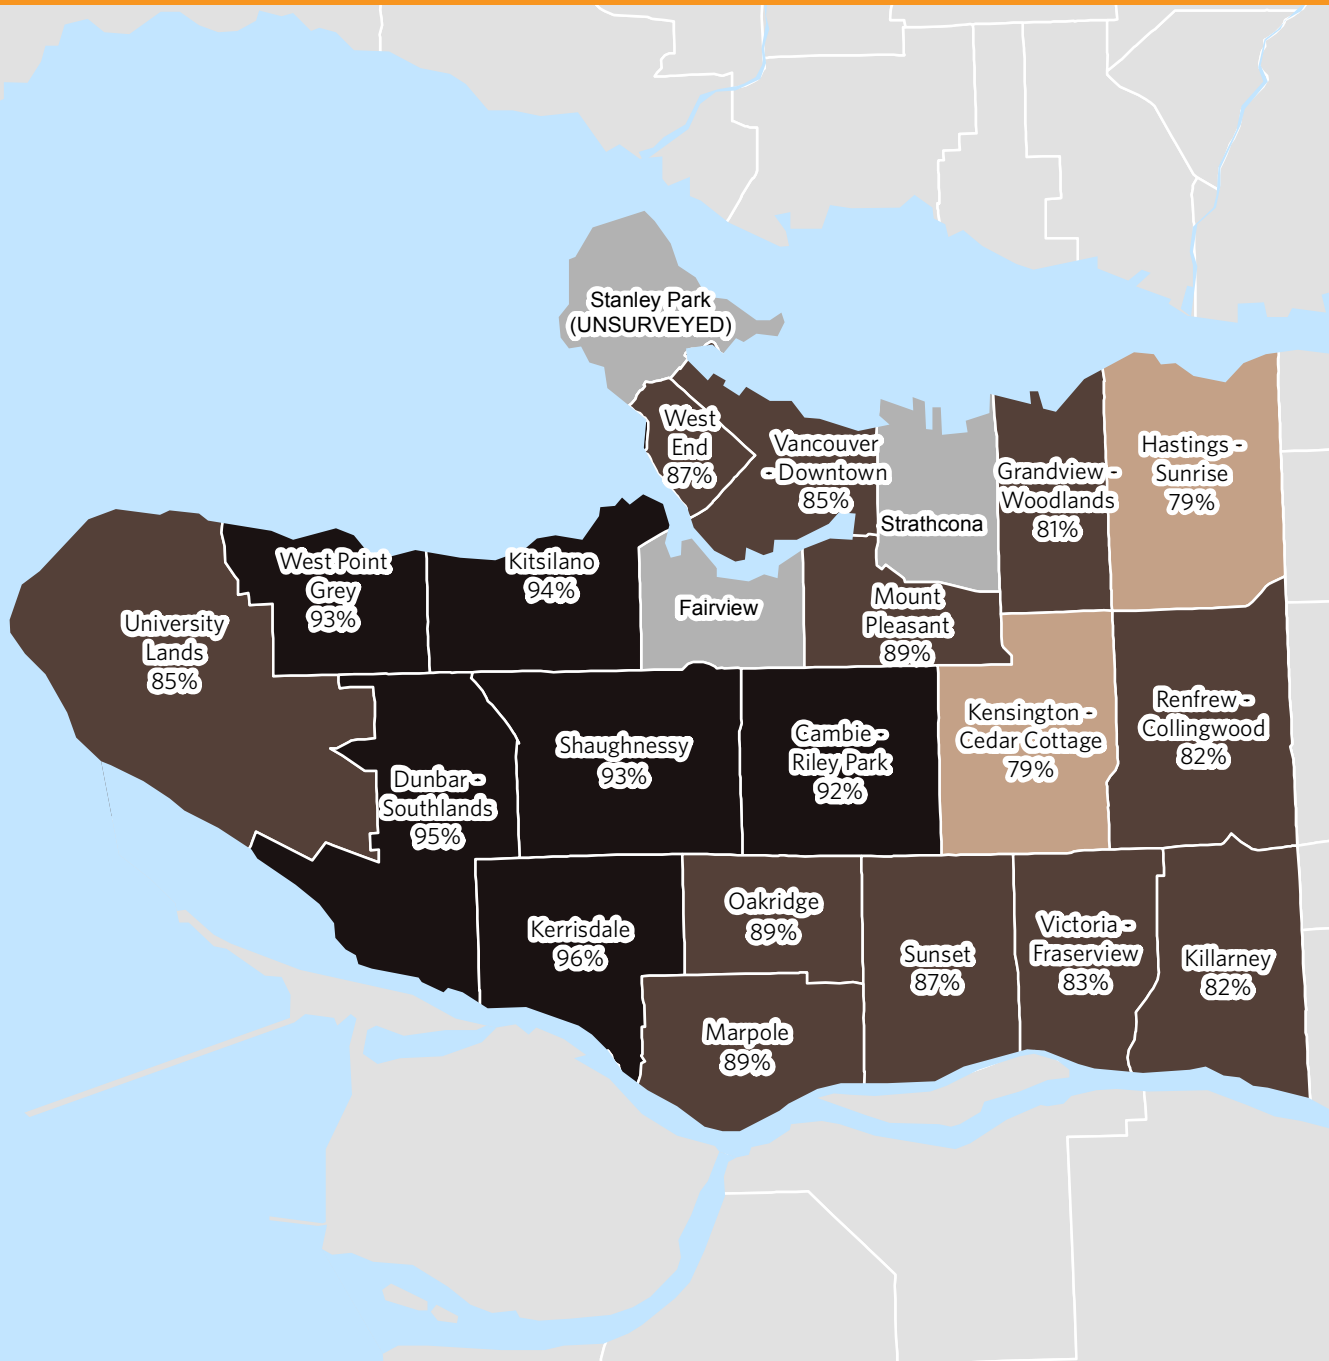 Stanley Park
(UNSURVEYED)
West
End
87%
Vancouver
- Downtown
85%
Strathcona
Grandview -
Woodlands
81%
Hastings -
Sunrise
79%
West Point
Grey
93%
Kitsilano
94%
Fairview
Mount
Pleasant
89%
University
Lands
85%
Dunbar -
Southlands
95%
Shaughnessy
93%
Cambie -
Riley Park
92%
Kensington -
Cedar Cottage
79%
Renfrew -
Collingwood
82%
Kerrisdale
96%
Oakridge
89%
Marpole
89%
Sunset
87%
Victoria -
Fraserview
83%
Killarney
82%